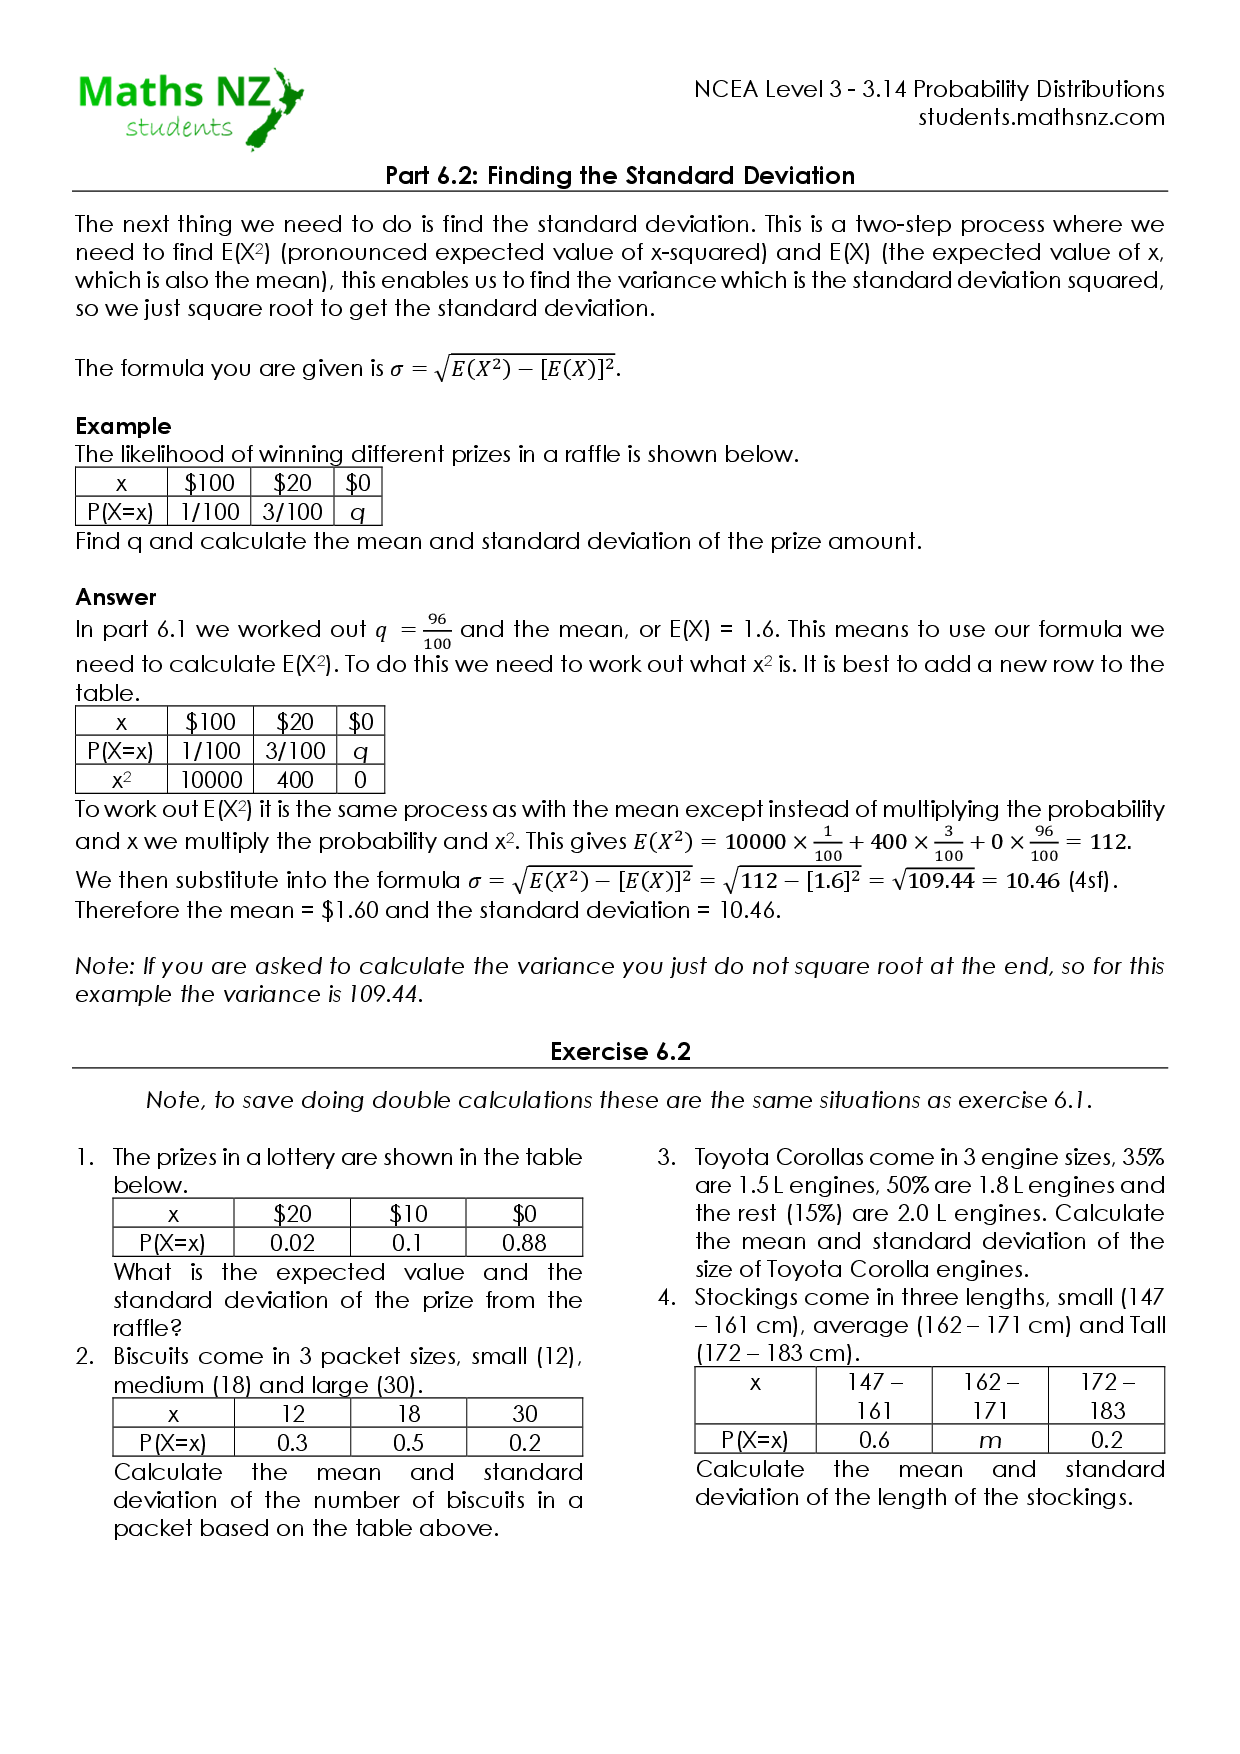 Maths NZ
students
NCEA Level 3 - 3.14 Probability Distributions
students.mathsnz.com
Part 6.2: Finding the Standard Deviation
The next thing we need to do is find the standard deviation. This is a two-step process where we
need to find E(X²) (pronounced expected value of x-squared) and E(X) (the expected value of x,
which is also the mean), this enables us to find the variance which is the standard deviation squared,
so we just square root to get the standard deviation.
The formula you are given is σ = √(E(X²) − [E(X)]²).
Example
The likelihood of winning different prizes in a raffle is shown below.
x $100 $20 $0
P(X=x) 1/100 3/100 q
Find q and calculate the mean and standard deviation of the prize amount.
Answer
In part 6.1 we worked out q = 96/100 and the mean, or E(X) = 1.6. This means to use our formula we
need to calculate E(X²). To do this we need to work out what x² is. It is best to add a new row to the
table.
x $100 $20 $0
P(X=x) 1/100 3/100 q
x² 10000 400 0
To work out E(X²) it is the same process as with the mean except instead of multiplying the probability
and x we multiply the probability and x². This gives E(X²) = 10000 × 1/100 + 400 × 3/100 + 0 × 96/100 = 112.
We then substitute into the formula σ = √(E(X²) − [E(X)]²) = √(112 − [1.6]²) = √109.44 = 10.46 (4sf).
Therefore the mean = $1.60 and the standard deviation = 10.46.
Note: If you are asked to calculate the variance you just do not square root at the end, so for this
example the variance is 109.44.
Exercise 6.2
Note, to save doing double calculations these are the same situations as exercise 6.1.
1. The prizes in a lottery are shown in the table
below.
x $20 $10 $0
P(X=x) 0.02 0.1 0.88
What is the expected value and the
standard deviation of the prize from the
raffle?
2. Biscuits come in 3 packet sizes, small (12),
medium (18) and large (30).
x 12 18 30
P(X=x) 0.3 0.5 0.2
Calculate the mean and standard
deviation of the number of biscuits in a
packet based on the table above.
3. Toyota Corollas come in 3 engine sizes, 35%
are 1.5 L engines, 50% are 1.8 L engines and
the rest (15%) are 2.0 L engines. Calculate
the mean and standard deviation of the
size of Toyota Corolla engines.
4. Stockings come in three lengths, small (147
– 161 cm), average (162 – 171 cm) and Tall
(172 – 183 cm).
x 147 – 162 – 172 –
161 171 183
P(X=x) 0.6 m 0.2
Calculate the mean and standard
deviation of the length of the stockings.